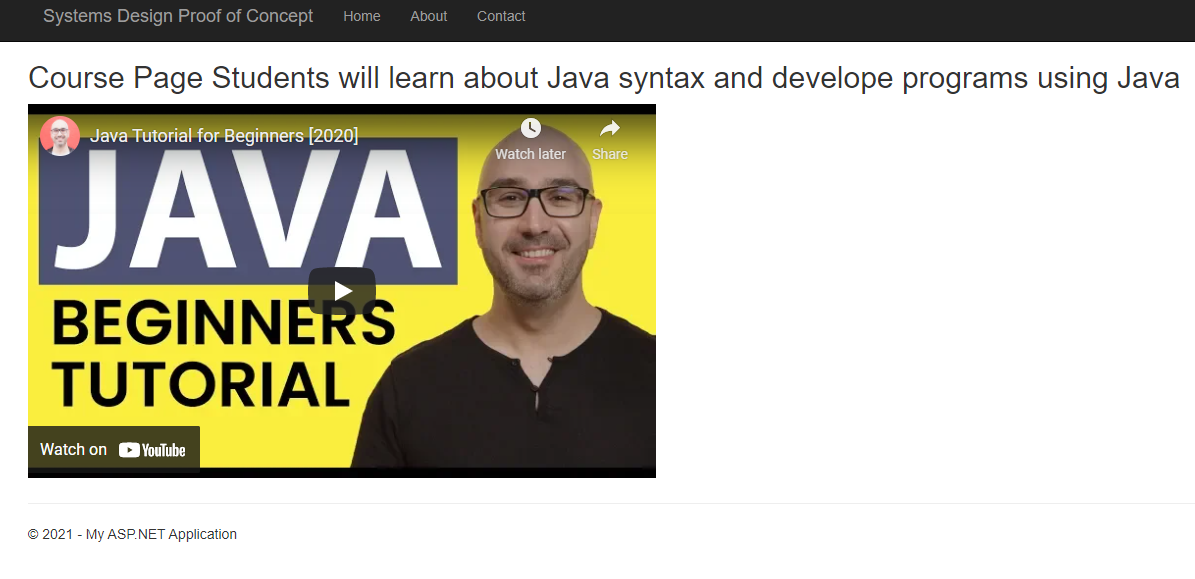 Systems Design Proof of Concept Home About Contact
Course Page Students will learn about Java syntax and develope programs using Java
Java Tutorial for Beginners [2020]
Watch later Share
JAVA
BEGINNERS
TUTORIAL
Watch on YouTube
© 2021 - My ASP.NET Application